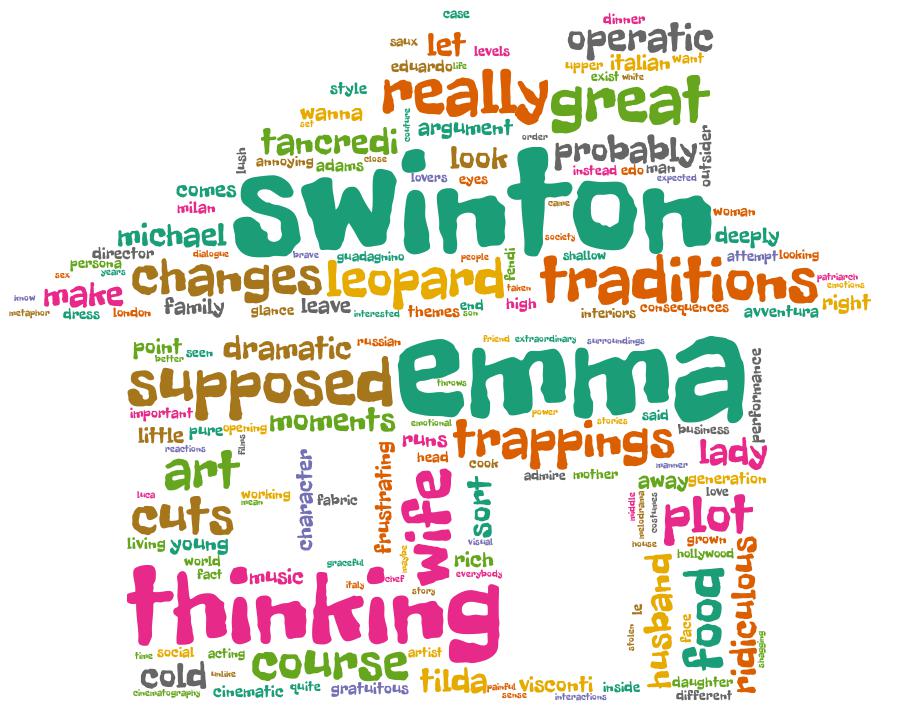 case
dinner
saux let levels operatic
eduardo life upper italian want
exist white
style really great
wanna couture
set
tancredi argument order
lush annoying adams close look probably outsider
lovers eyes instead edo man
expected
comes swinton
milan came woman
michael society deeply
director dialogue brave guadagnino people fendi shallow attempt looking
persona
sex years changes leopard traditions patriarch
know make taken emotions
family leave high right
metaphor dress london glance interested themes end son interiors consequences avventura
point seen dramatic russian friend extraordinary surroundings
better
supposed emma performance
throws
important moments power said
little pure opening emotional stories business
reactions films runs trappings lady
art head cook manner
admire mother away generation
luca working character fabric frustrating wife sort middle melodrama costumes love
mean plot
cuts visual grown
living young maybe rich house hollywood
world graceful everybody
fact music italy chef
story
thinking le husband food face ridiculous
stolen shagging
time social acting artist
cold unlike course
cinematography cinematic quite gratuitous tilda painful visconti inside daughter
sense interactions different